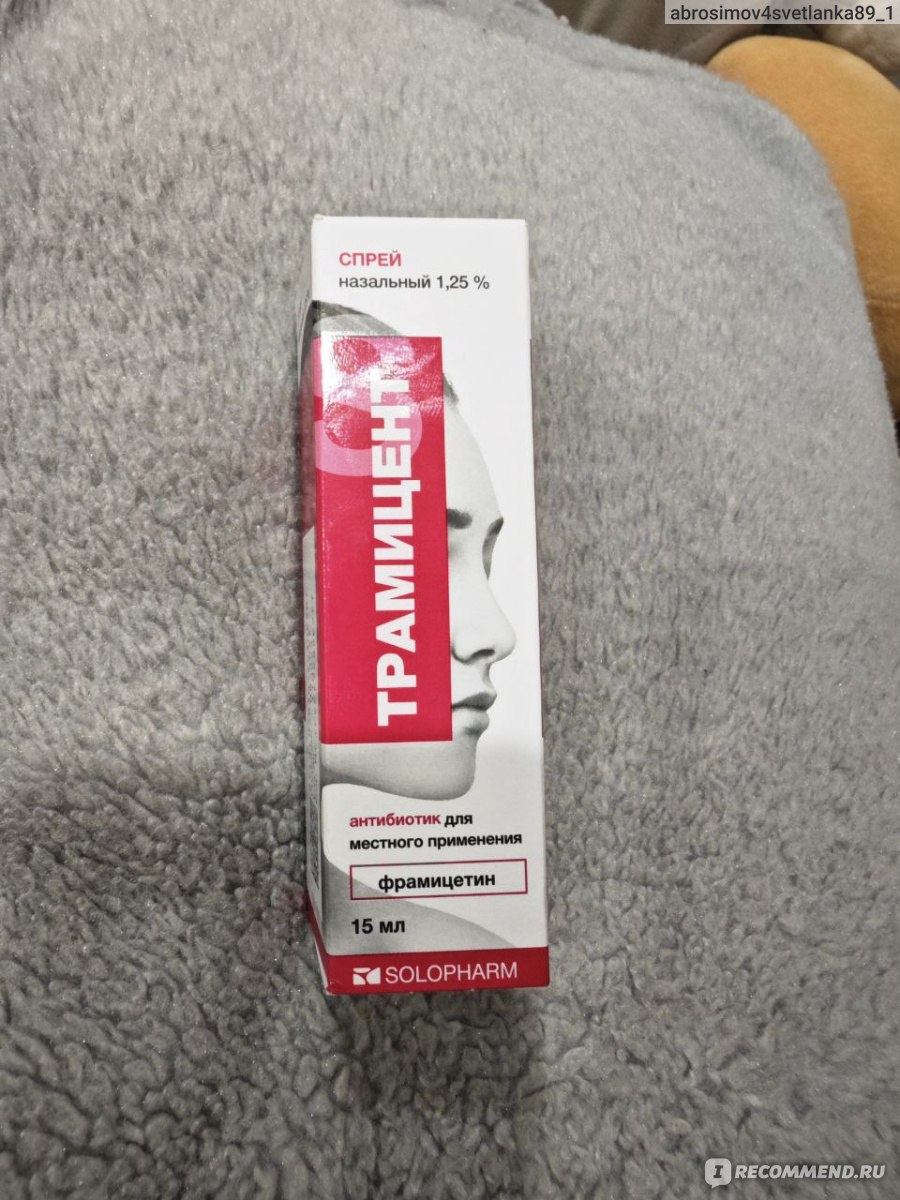 abrosimov4svetlanka89_1
СПРЕЙ
назальный 1,25 %
ТРАМИЦЕНТ
антибиотик для
местного применения
фрамицетин
15 мл
SOLOPHARM
IRECOMMEND.RU